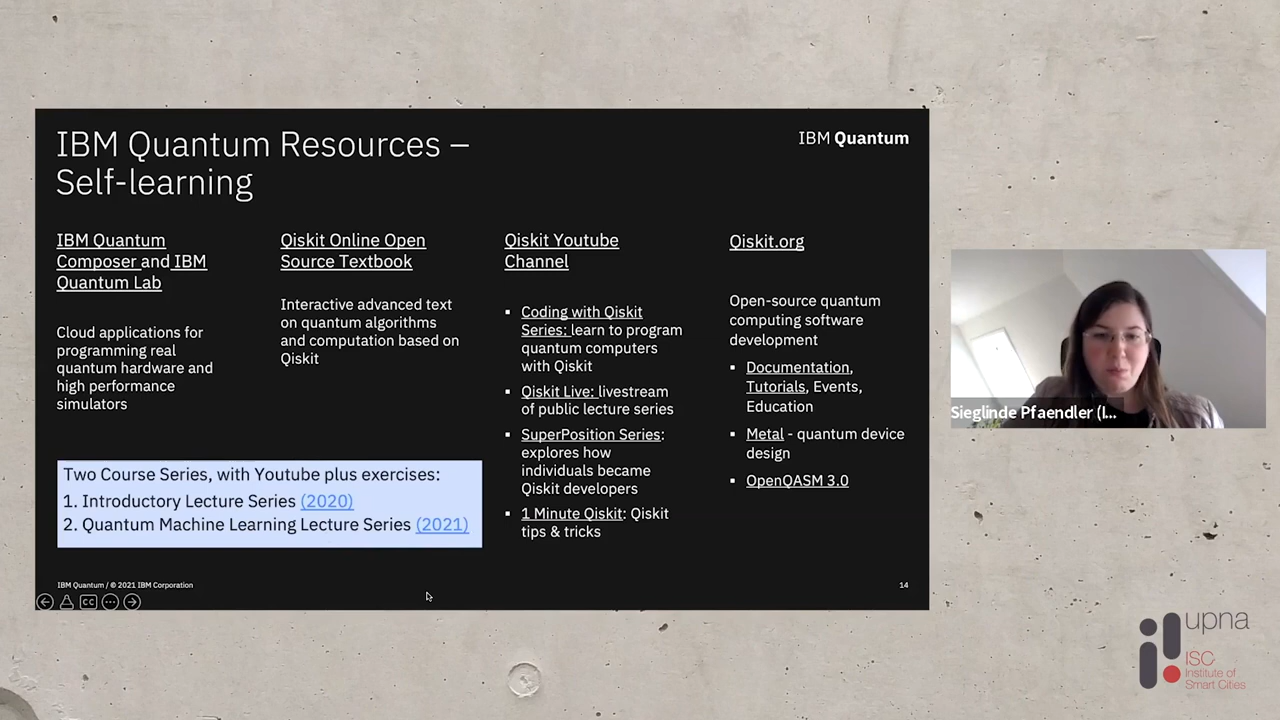 IBM Quantum Resources –
Self-learning
IBM Quantum
IBM Quantum
Composer and IBM
Quantum Lab
Cloud applications for
programming real
quantum hardware and
high performance
simulators
Qiskit Online Open
Source Textbook
Interactive advanced text
on quantum algorithms
and computation based on
Qiskit
Qiskit Youtube
Channel
▪ Coding with Qiskit
Series: learn to program
quantum computers
with Qiskit
▪ Qiskit Live: livestream
of public lecture series
▪ SuperPosition Series:
explores how
individuals became
Qiskit developers
▪ 1 Minute Qiskit: Qiskit
tips & tricks
Qiskit.org
Open-source quantum
computing software
development
▪ Documentation,
Tutorials, Events,
Education
▪ Metal - quantum device
design
▪ OpenQASM 3.0
Two Course Series, with Youtube plus exercises:
1. Introductory Lecture Series (2020)
2. Quantum Machine Learning Lecture Series (2021)
IBM Quantum / © 2021 IBM Corporation
14
CC
Sieglinde Pfaendler (I...
upna
ISC
Institute of
Smart Cities